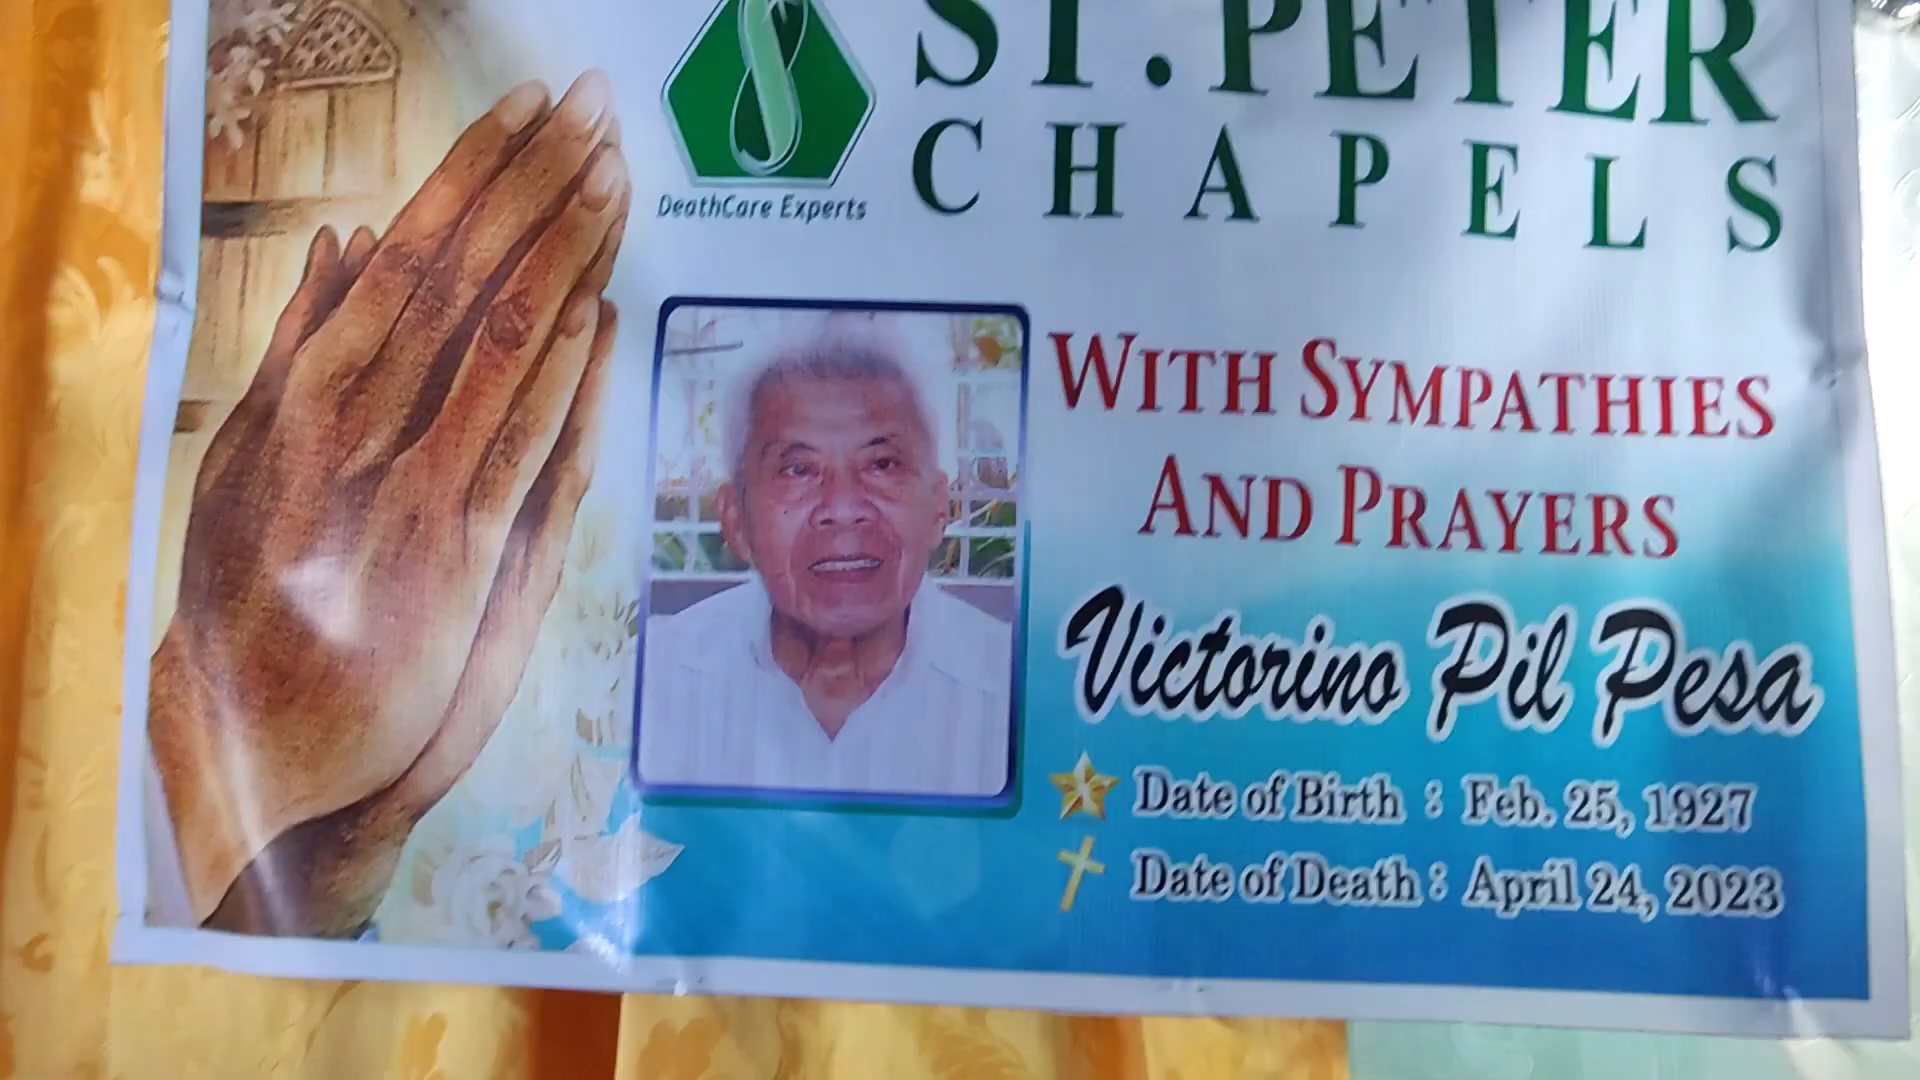 ST. PETER
CHAPELS
DeathCare Experts
WITH SYMPATHIES
AND PRAYERS
Victorino Pil Pesa
Date of Birth : Feb. 25, 1927
Date of Death : April 24, 2023